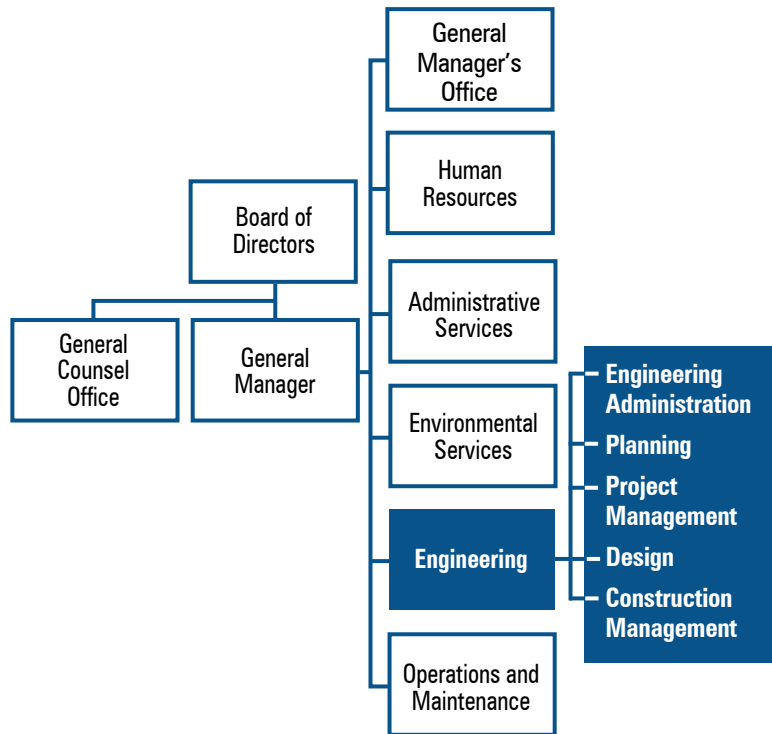 General
Manager's
Office
Human
Resources
Board of
Directors
Administrative
Services
General
Counsel
Office
General
Manager
Environmental
Services
Engineering
Engineering
Administration
Planning
Project
Management
Design
Construction
Management
Operations and
Maintenance